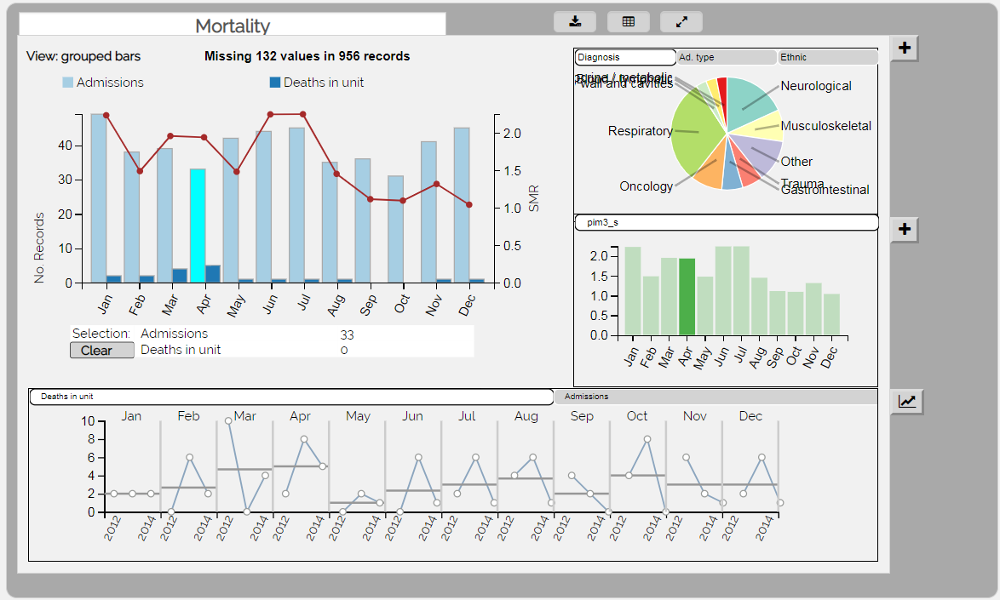 Mortality
View: grouped bars
Missing 132 values in 956 records
Admissions
Deaths in unit
No. Records
40
30
20
10
0
2.0
1.5
1.0
0.5
0.0
SMR
Jan Feb Mar Apr May Jun Jul Aug Sep Oct Nov Dec
Selection: Admissions 33
Clear Deaths in unit 0
Diagnosis Ad. type Ethnic
wall and cavities
Neurological
Musculoskeletal
Respiratory
Other
Trauma
Oncology
Gastrointestinal
pim3_s
2.0
1.5
1.0
0.5
0.0
Jan Feb Mar Apr May Jun Jul Aug Sep Oct Nov Dec
Deaths in unit Admissions
Jan Feb Mar Apr May Jun Jul Aug Sep Oct Nov Dec
10
8
6
4
2
0
2012 2014 2012 2014 2012 2014 2012 2014 2012 2014 2012 2014 2012 2014 2012 2014 2012 2014 2012 2014 2012 2014 2012 2014